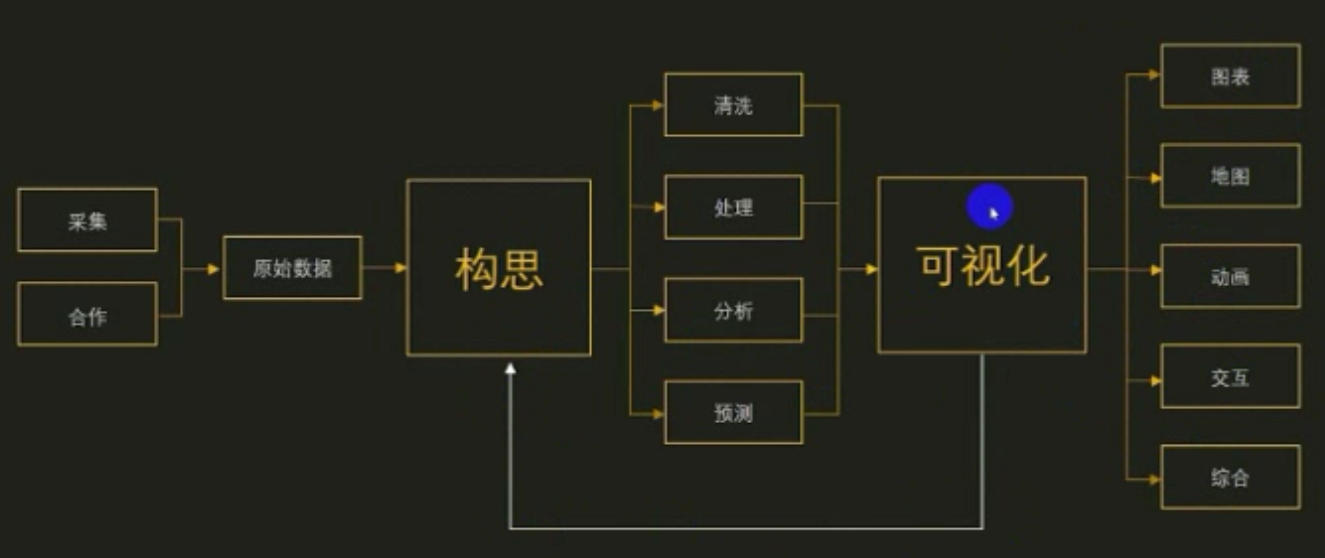 采集
合作
原始数据
构思
清洗
处理
分析
预测
可视化
图表
地图
动画
交互
综合